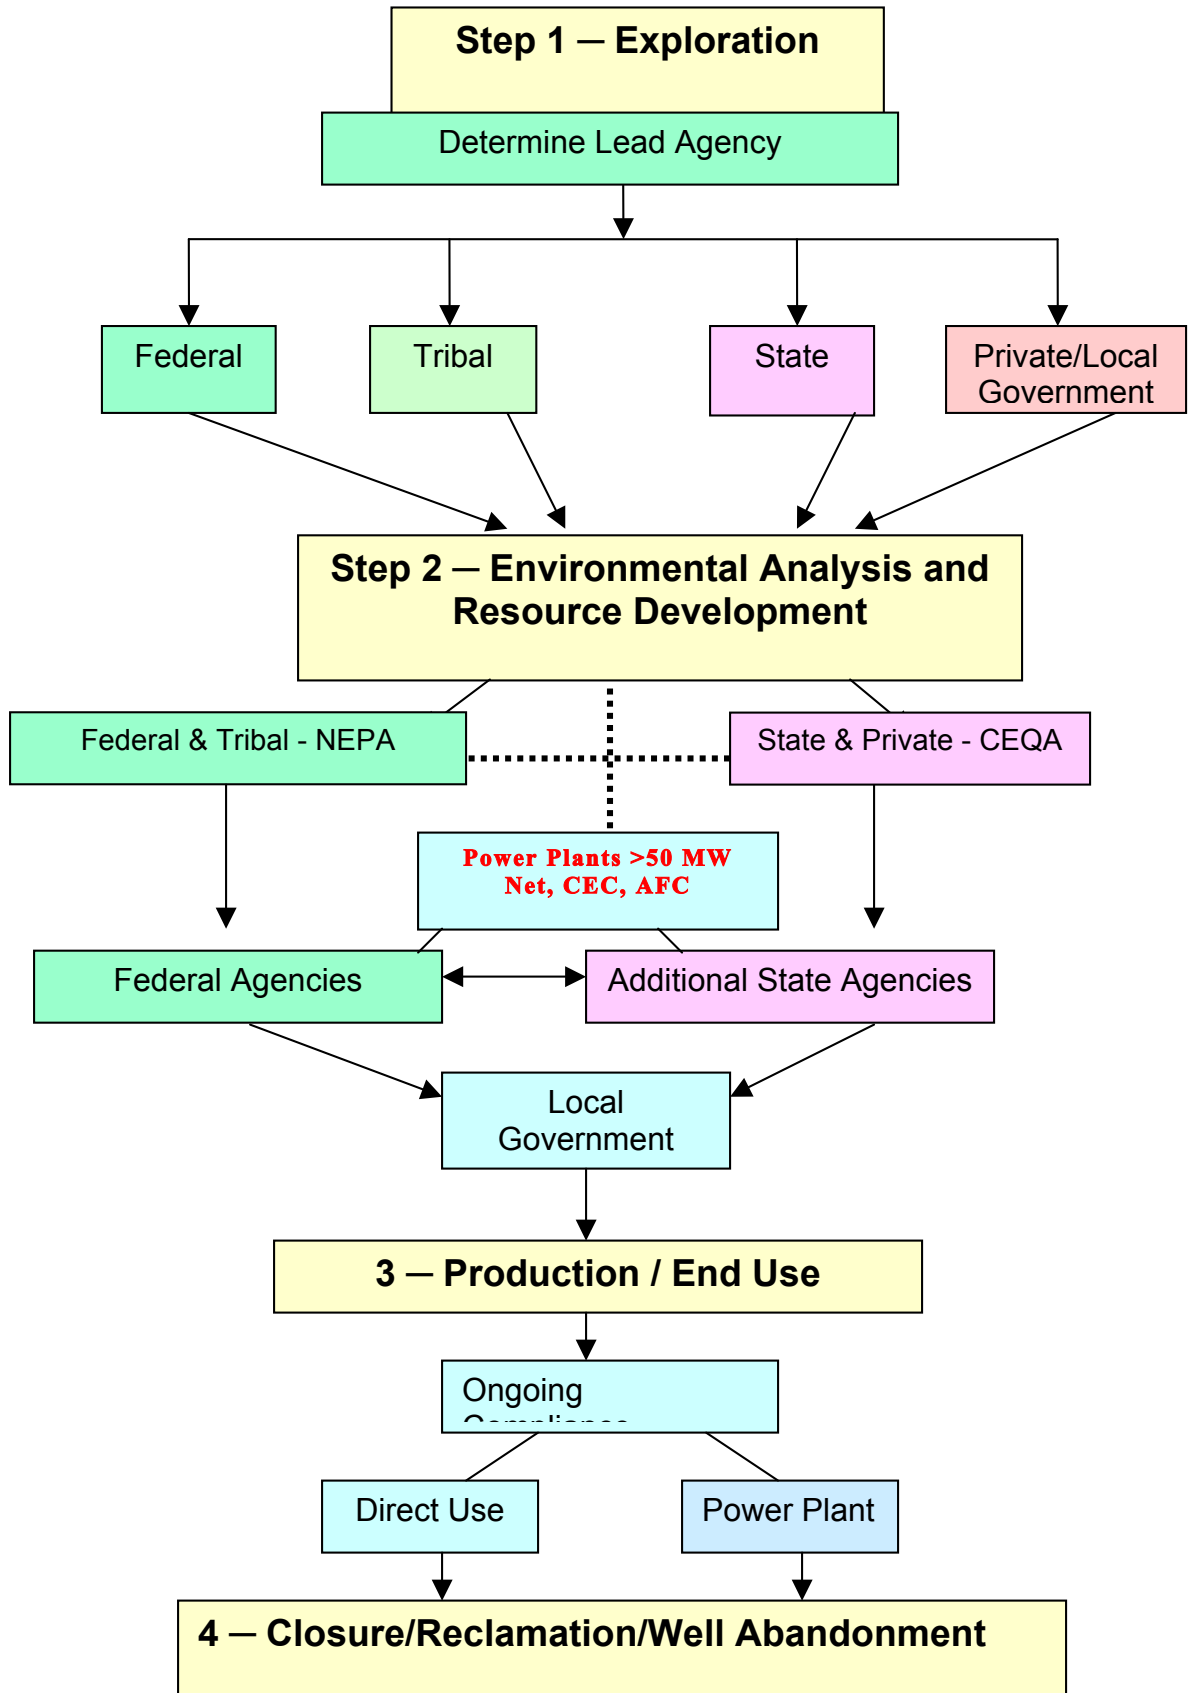 Step 1 ─ Exploration
Determine Lead Agency
Federal
Tribal
State
Private/Local
Government
Step 2 ─ Environmental Analysis and
Resource Development
Federal & Tribal - NEPA
State & Private - CEQA
Power Plants >50 MW
Net, CEC, AFC
Federal Agencies
Additional State Agencies
Local
Government
3 ─ Production / End Use
Ongoing
Compliance
Direct Use
Power Plant
4 ─ Closure/Reclamation/Well Abandonment